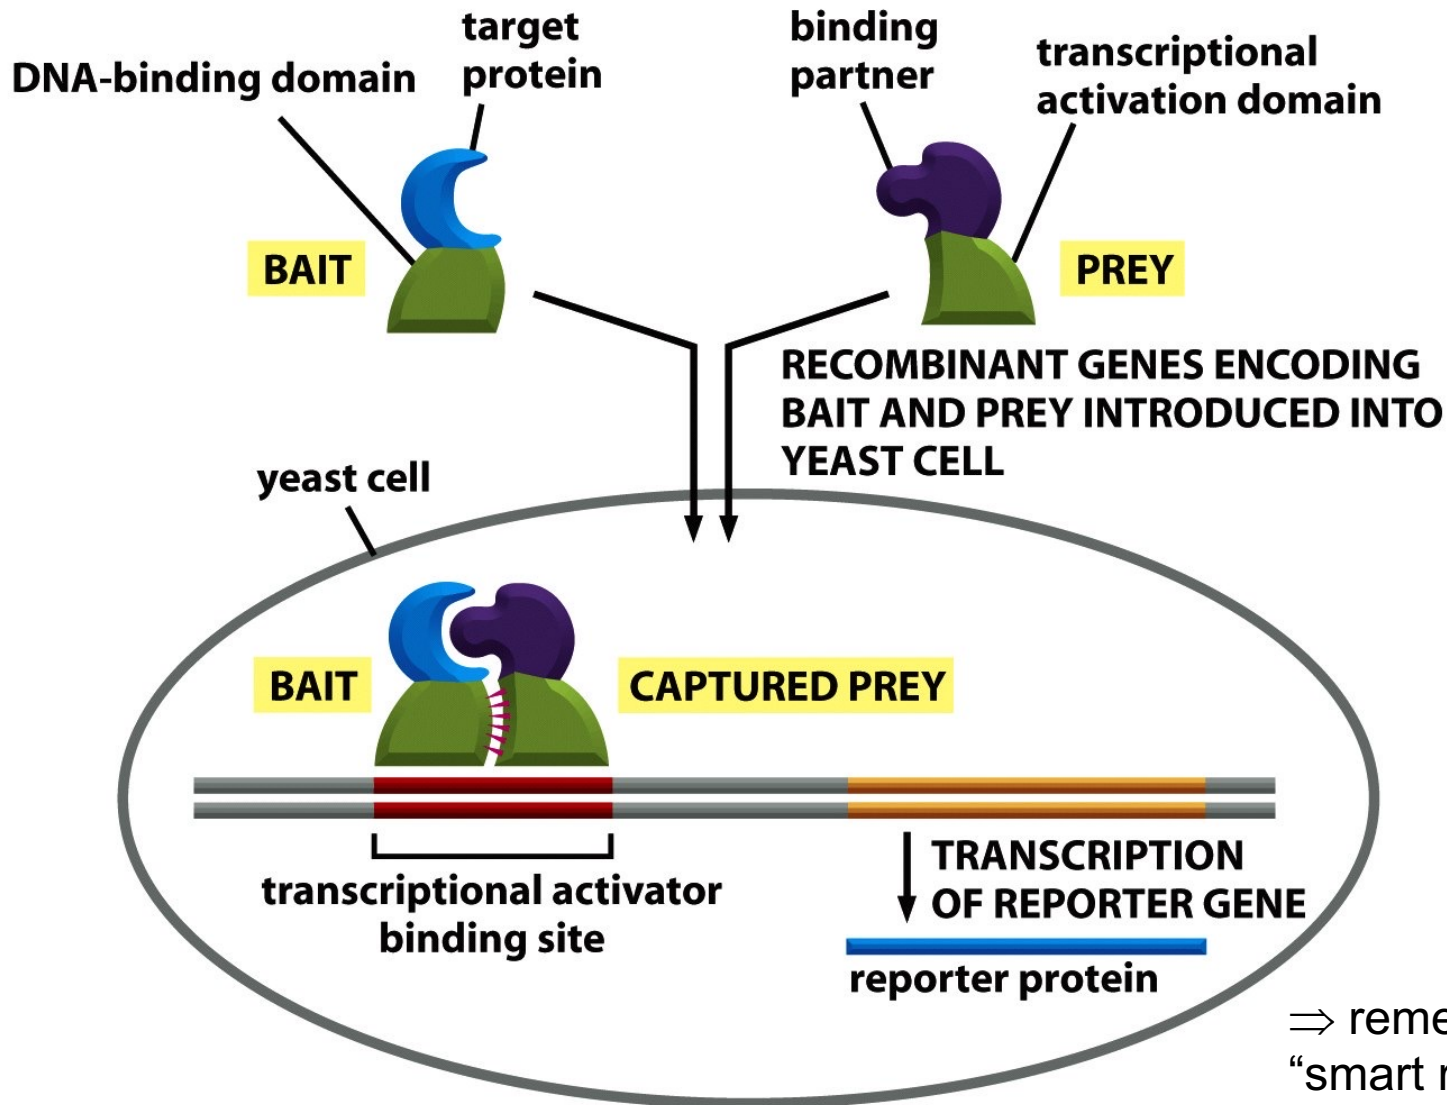 target
protein
DNA-binding domain
binding
partner
transcriptional
activation domain
BAIT
PREY
RECOMBINANT GENES ENCODING
BAIT AND PREY INTRODUCED INTO
YEAST CELL
yeast cell
BAIT
CAPTURED PREY
transcriptional activator
binding site
TRANSCRIPTION
OF REPORTER GENE
reporter protein
⇒
“smart